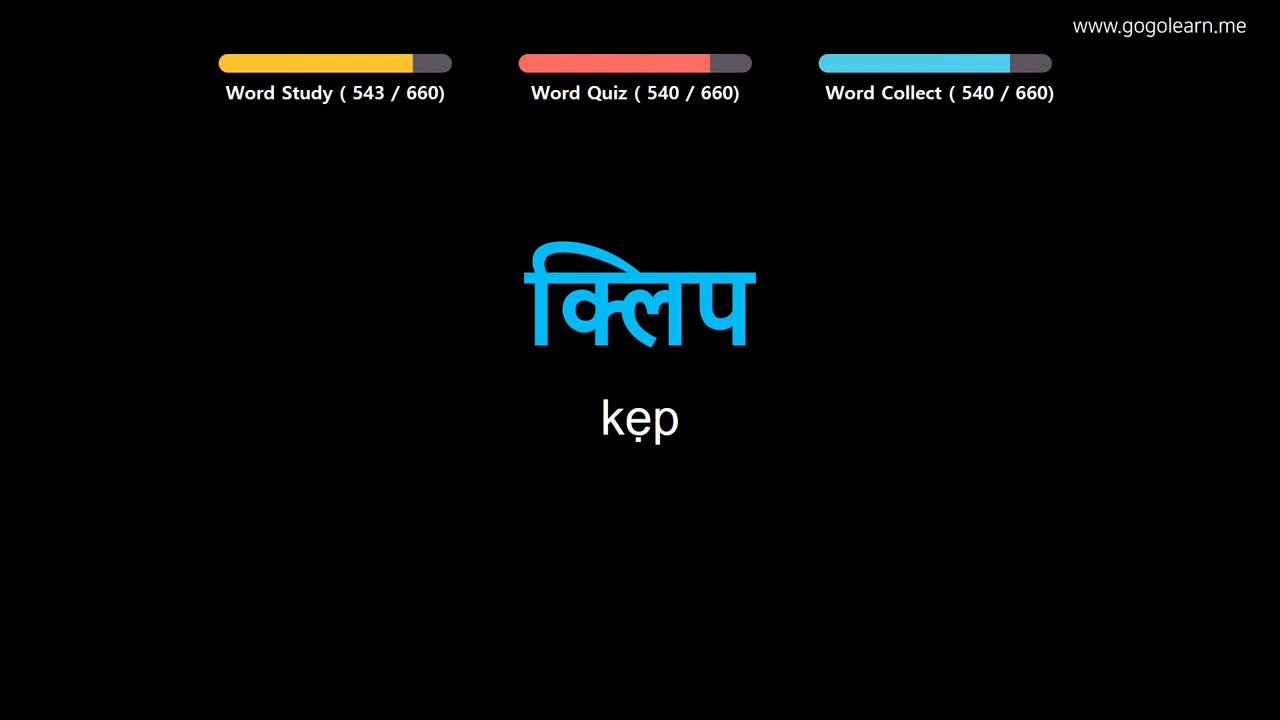 www.gogolearn.me
Word Study ( 543 / 660)
Word Quiz ( 540 / 660)
Word Collect ( 540 / 660)
क्लिप
kẹp